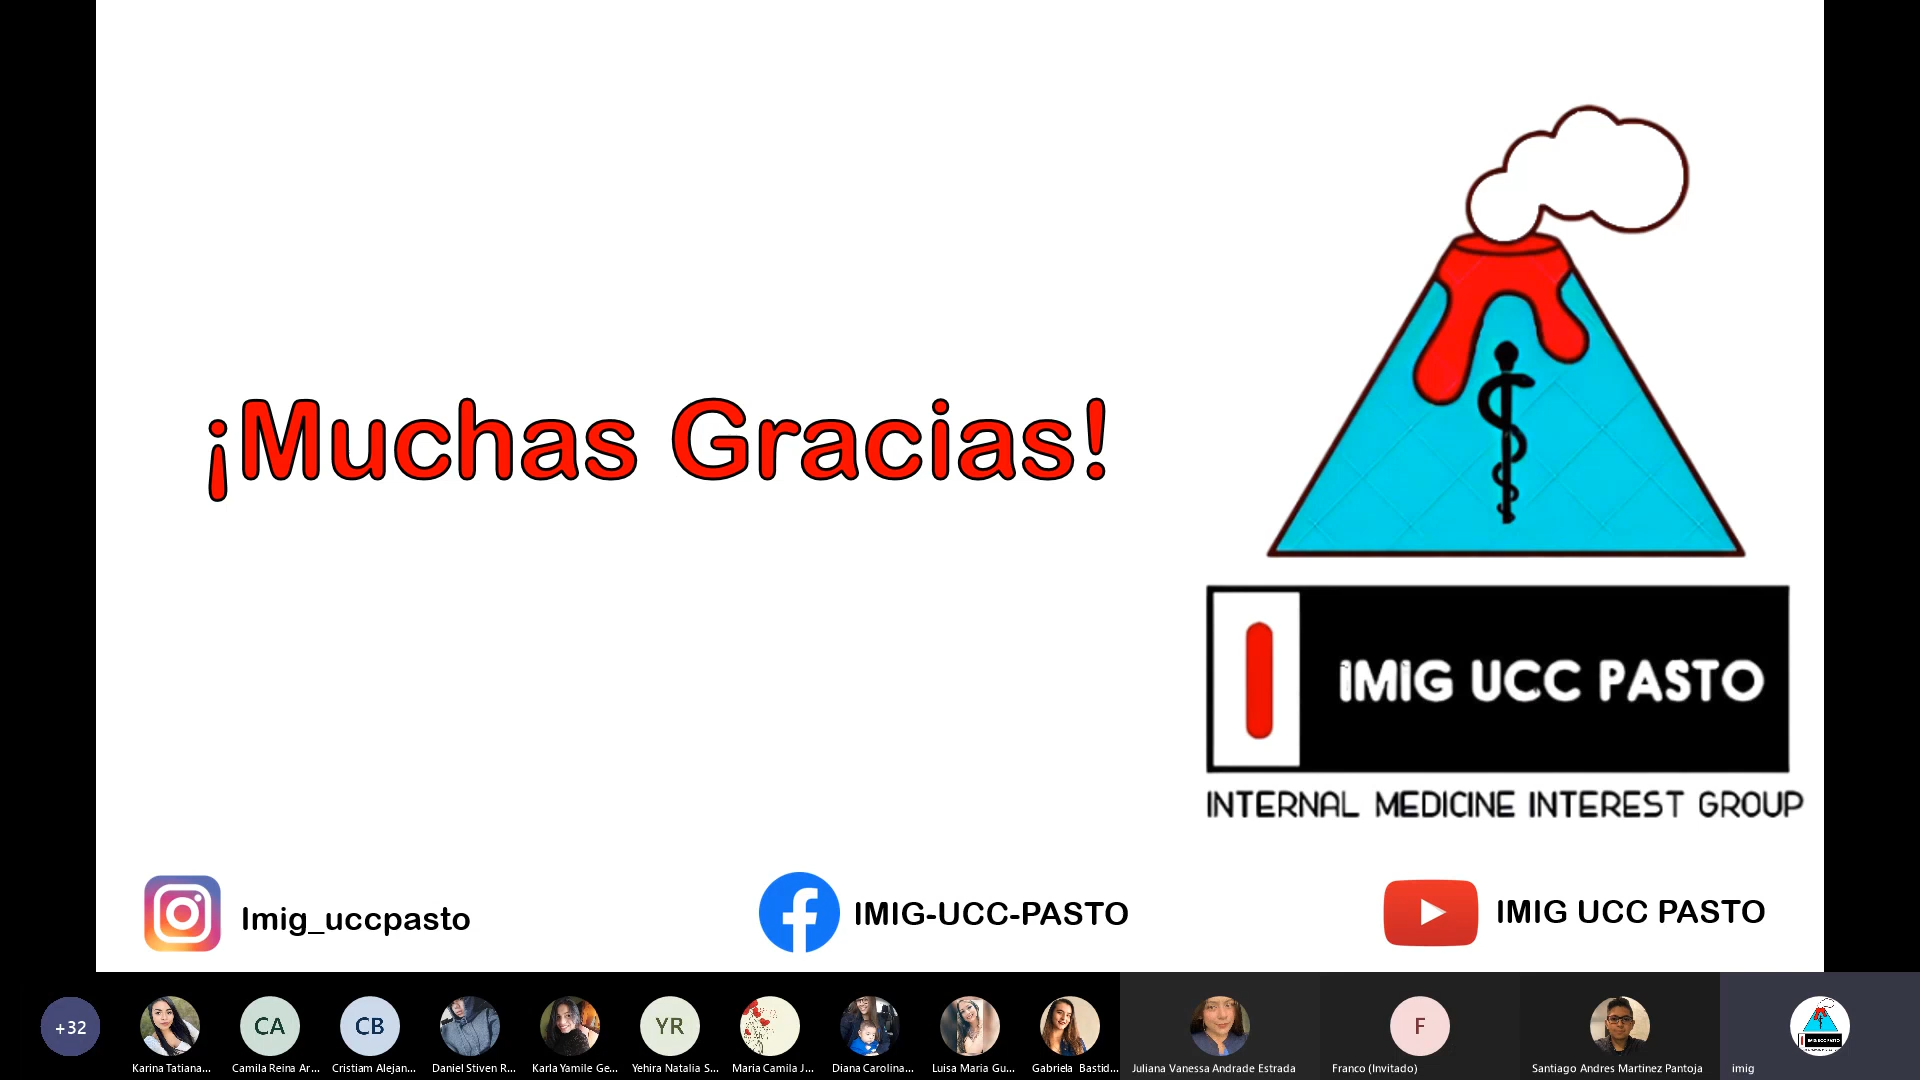 ¡Muchas Gracias!
IMIG UCC PASTO
INTERNAL MEDICINE INTEREST GROUP
Imig_uccpasto
IMIG-UCC-PASTO
IMIG UCC PASTO
+32
CA
CB
YR
F
Karina Tatiana...
Camila Reina Ar...
Cristiam Alejan...
Daniel Stiven R...
Karla Yamile Ge...
Yehira Natalia S...
Maria Camila J...
Diana Carolina...
Luisa Maria Gu...
Gabriela Bastid...
Juliana Vanessa Andrade Estrada
Franco (Invitado)
Santiago Andres Martinez Pantoja
imig